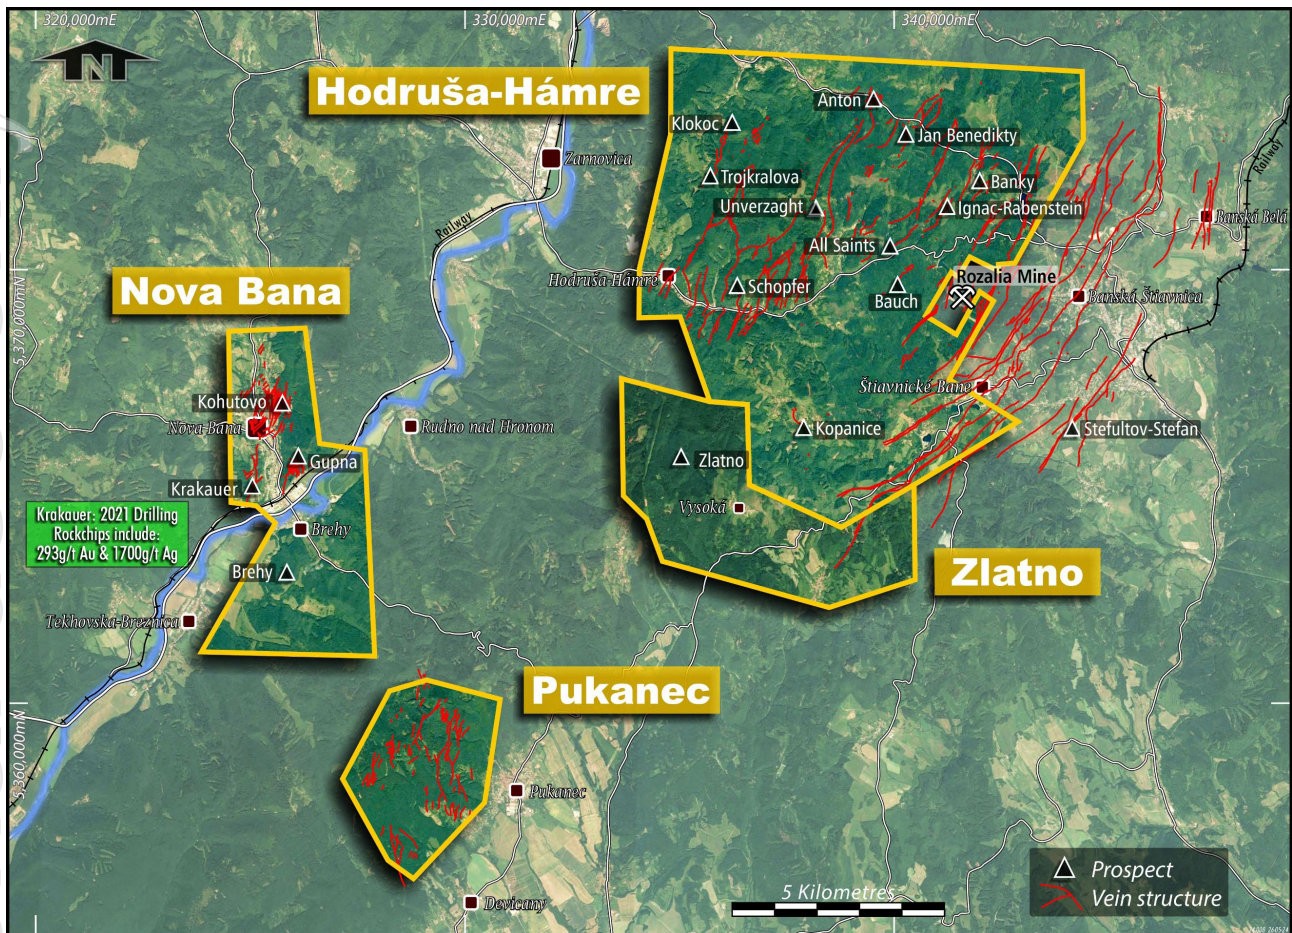 320,000mE
330,000mE
340,000mE
N
Hodruša-Hámre
Anton
Klokoc
Jan Benedikty
Zarnovica
Railway
Trojkralova
Banky
Unverzaght
Ignac-Rabenstein
Banská Belá
Railway
All Saints
Hodruša-Hámre
Rozalia Mine
Nova Bana
Schopfer
Bauch
Banská Štiavnica
5,370,000mN
Štiavnické Bane
Kohutovo
Nova Bana
Rudno nad Hronom
Kopanice
Stefultov-Stefan
Gupna
Zlatno
Krakauer
Vysoká
Krakauer: 2021 Drilling
Rockchips include:
293g/t Au & 1700g/t Ag
Brehy
Brehy
Zlatno
Tekhovska-Breznica
Pukanec
5,360,000mN
Pukanec
Prospect
Vein structure
5 Kilometres
Devicany